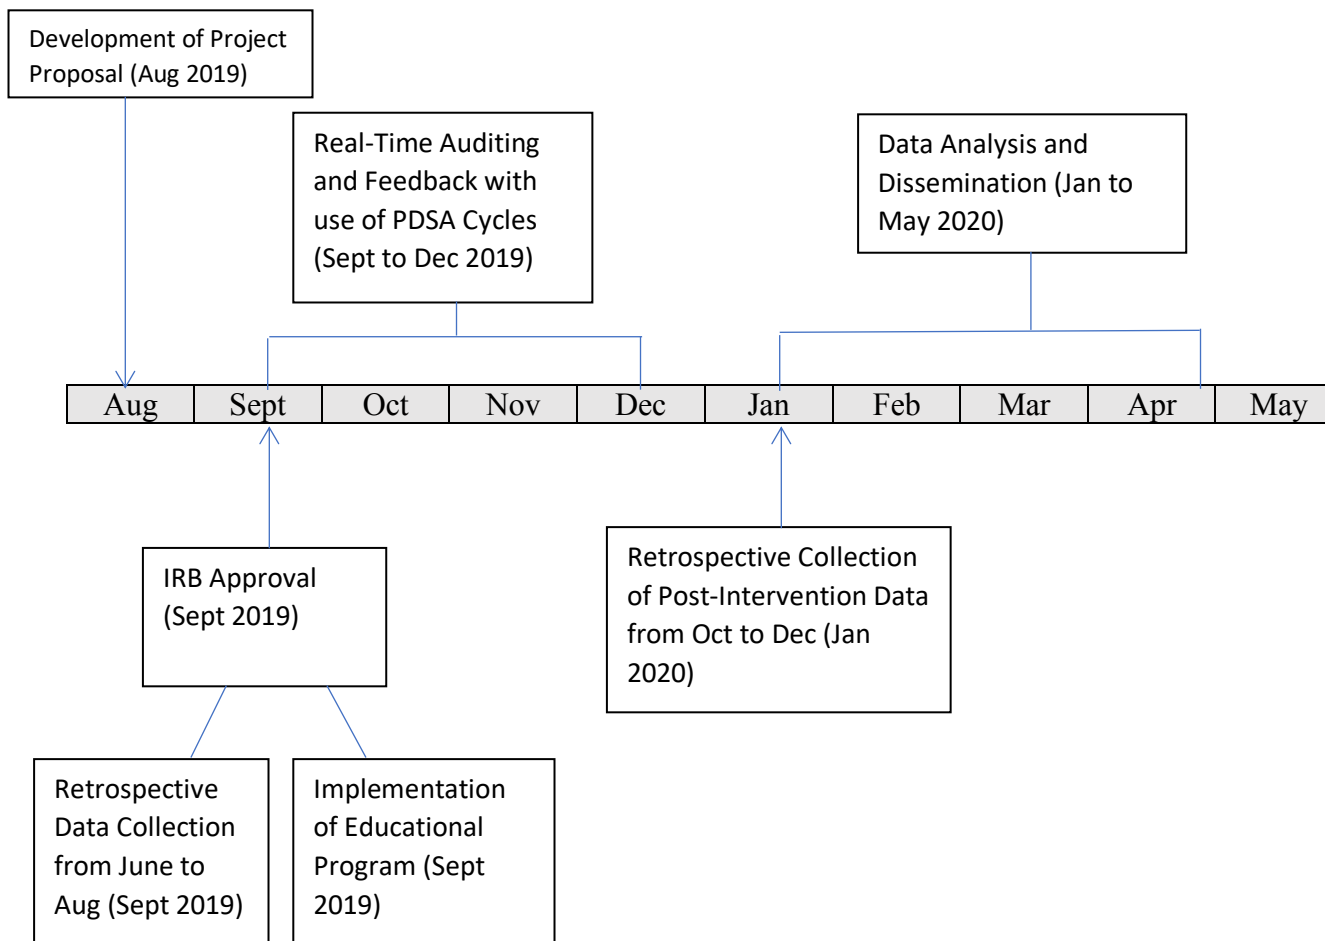 Development of Project
Proposal (Aug 2019)
Real-Time Auditing
and Feedback with
use of PDSA Cycles
(Sept to Dec 2019)
Data Analysis and
Dissemination (Jan to
May 2020)
Aug Sept Oct Nov Dec Jan Feb Mar Apr May
IRB Approval
(Sept 2019)
Retrospective Collection
of Post-Intervention Data
from Oct to Dec (Jan
2020)
Retrospective
Data Collection
from June to
Aug (Sept 2019)
Implementation
of Educational
Program (Sept
2019)